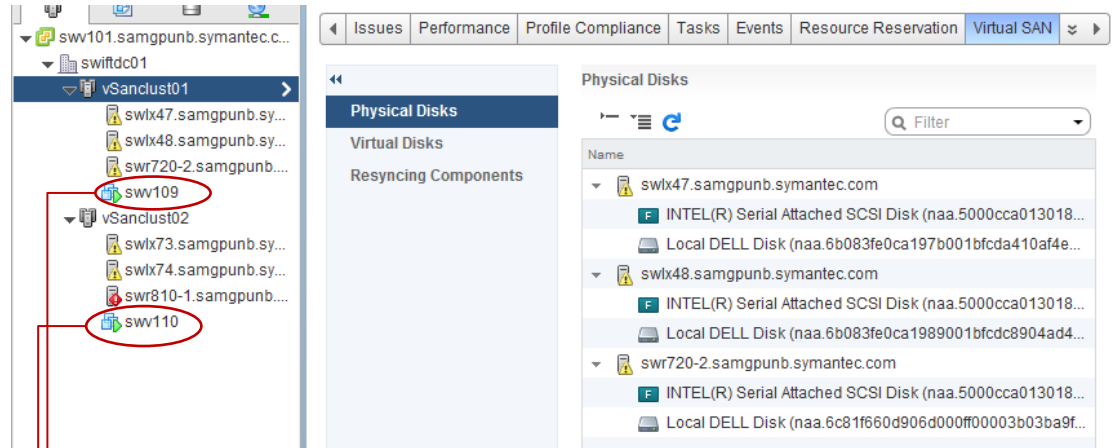 swv101.samgpunb.symantec.c...
swiftdc01
vSanclust01
swlx47.samgpunb.sy...
swlx48.samgpunb.sy...
swr720-2.samgpunb....
swv109
vSanclust02
swlx73.samgpunb.sy...
swlx74.samgpunb.sy...
swr810-1.samgpunb....
swv110
Issues Performance Profile Compliance Tasks Events Resource Reservation Virtual SAN
Physical Disks
Virtual Disks
Resyncing Components
Physical Disks
Filter
Name
swlx47.samgpunb.symantec.com
F INTEL(R) Serial Attached SCSI Disk (naa.5000cca013018...
Local DELL Disk (naa.6b083fe0ca197b001bfcda410af4e...
swlx48.samgpunb.symantec.com
F INTEL(R) Serial Attached SCSI Disk (naa.5000cca013018...
Local DELL Disk (naa.6b083fe0ca1989001bfcdc8904ad4...
swr720-2.samgpunb.symantec.com
F INTEL(R) Serial Attached SCSI Disk (naa.5000cca013018...
Local DELL Disk (naa.6c81f660d906d000ff00003b03ba9f...